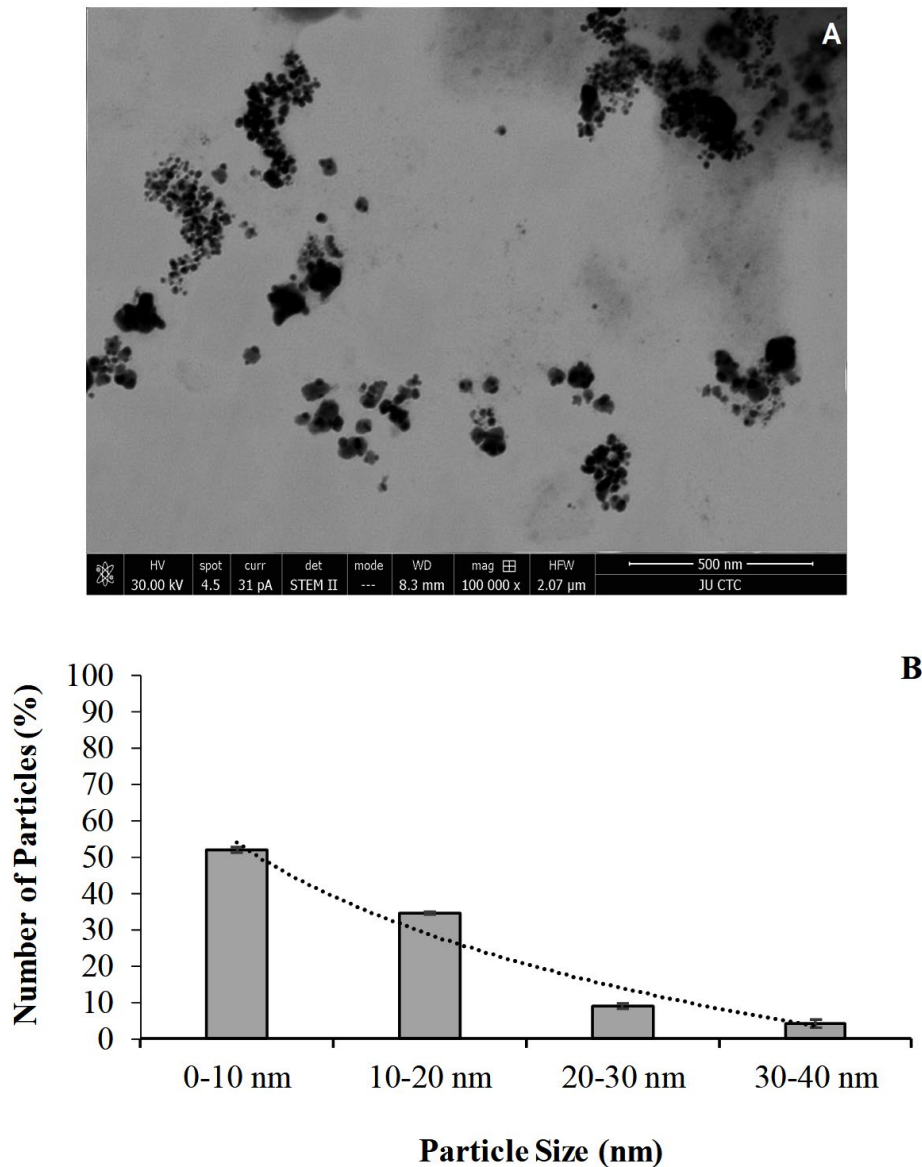 A
HV spot curr det mode WD mag HFW 500 nm
30.00 kV 4.5 31 pA STEM II --- 8.3 mm 100 000 x 2.07 µm JU CTC
B
Number of Particles (%)
100
90
80
70
60
50
40
30
20
10
0
0-10 nm 10-20 nm 20-30 nm 30-40 nm
Particle Size (nm)